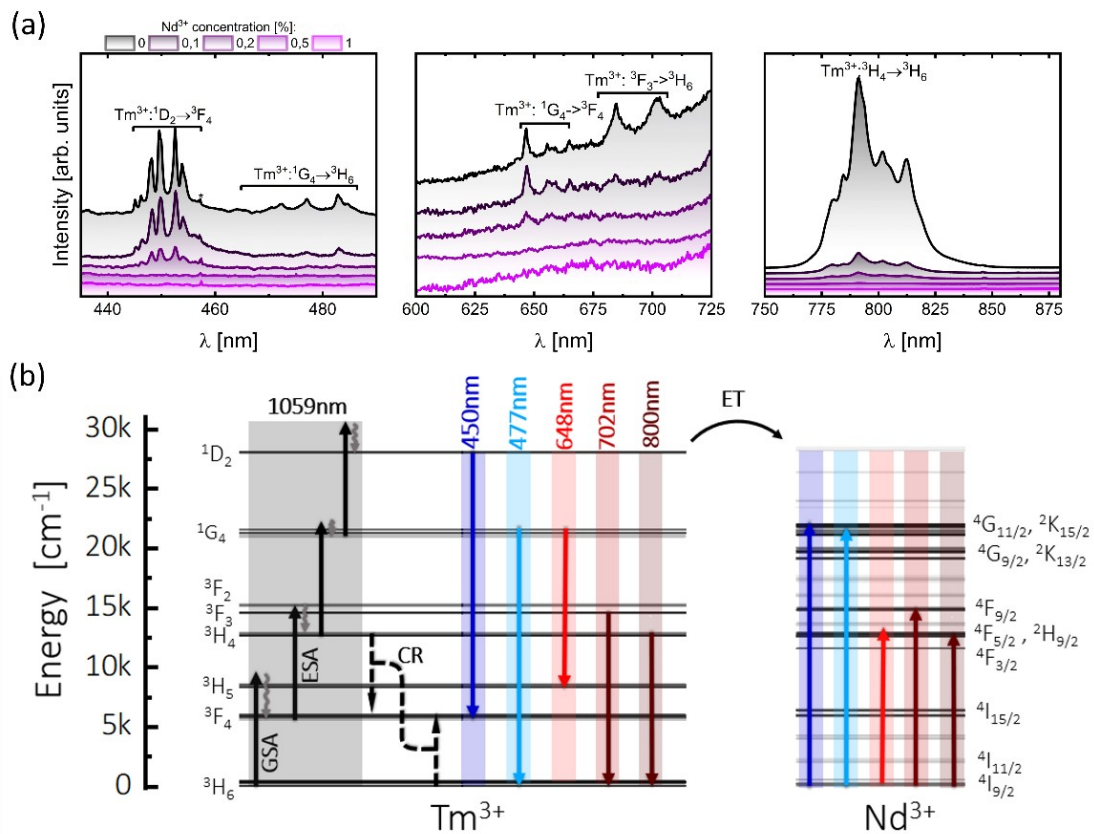 (a)
Nd³⁺ concentration [%]:
0 0,1 0,2 0,5 1
Intensity [arb. units]
Tm³⁺:¹D₂→³F₄
Tm³⁺:¹G₄→³H₆
*
440 460 480
λ [nm]
Tm³⁺: ³F₃->³H₆
Tm³⁺: ¹G₄->³F₄
600 625 650 675 700 725
λ [nm]
Tm³⁺:³H₄→³H₆
750 775 800 825 850 875
λ [nm]
(b)
Energy [cm⁻¹]
30k
25k
20k
15k
10k
5k
0
1059nm
450nm
477nm
648nm
702nm
800nm
ET
¹D₂
¹G₄
³F₂
³F₃
³H₄
³H₅
³F₄
³H₆
GSA
ESA
CR
Tm³⁺
⁴G₁₁/₂, ²K₁₅/₂
⁴G₉/₂, ²K₁₃/₂
⁴F₉/₂
⁴F₅/₂ , ²H₉/₂
⁴F₃/₂
⁴I₁₅/₂
⁴I₁₁/₂
⁴I₉/₂
Nd³⁺